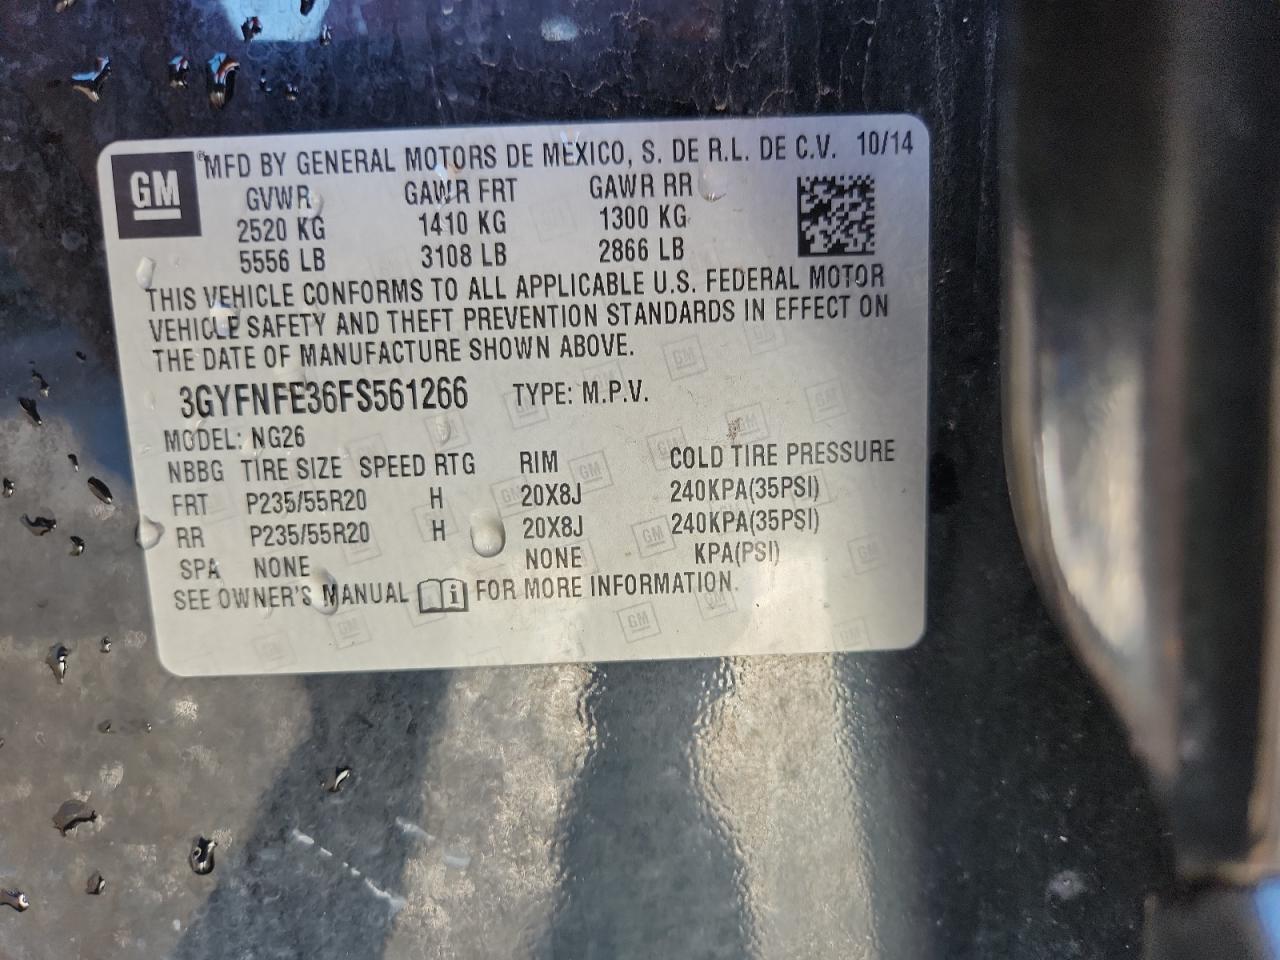 GM
® MFD BY GENERAL MOTORS DE MEXICO, S. DE R.L. DE C.V. 10/14
GVWR GAWR FRT GAWR RR
2520 KG 1410 KG 1300 KG
5556 LB 3108 LB 2866 LB
THIS VEHICLE CONFORMS TO ALL APPLICABLE U.S. FEDERAL MOTOR
VEHICLE SAFETY AND THEFT PREVENTION STANDARDS IN EFFECT ON
THE DATE OF MANUFACTURE SHOWN ABOVE.
3GYFNFE36FS561266 TYPE: M.P.V.
MODEL: NG26
NBBG TIRE SIZE SPEED RTG RIM COLD TIRE PRESSURE
FRT P235/55R20 H 20X8J 240KPA(35PSI)
RR P235/55R20 H 20X8J 240KPA(35PSI)
SPA NONE NONE KPA(PSI)
SEE OWNER'S MANUAL FOR MORE INFORMATION.